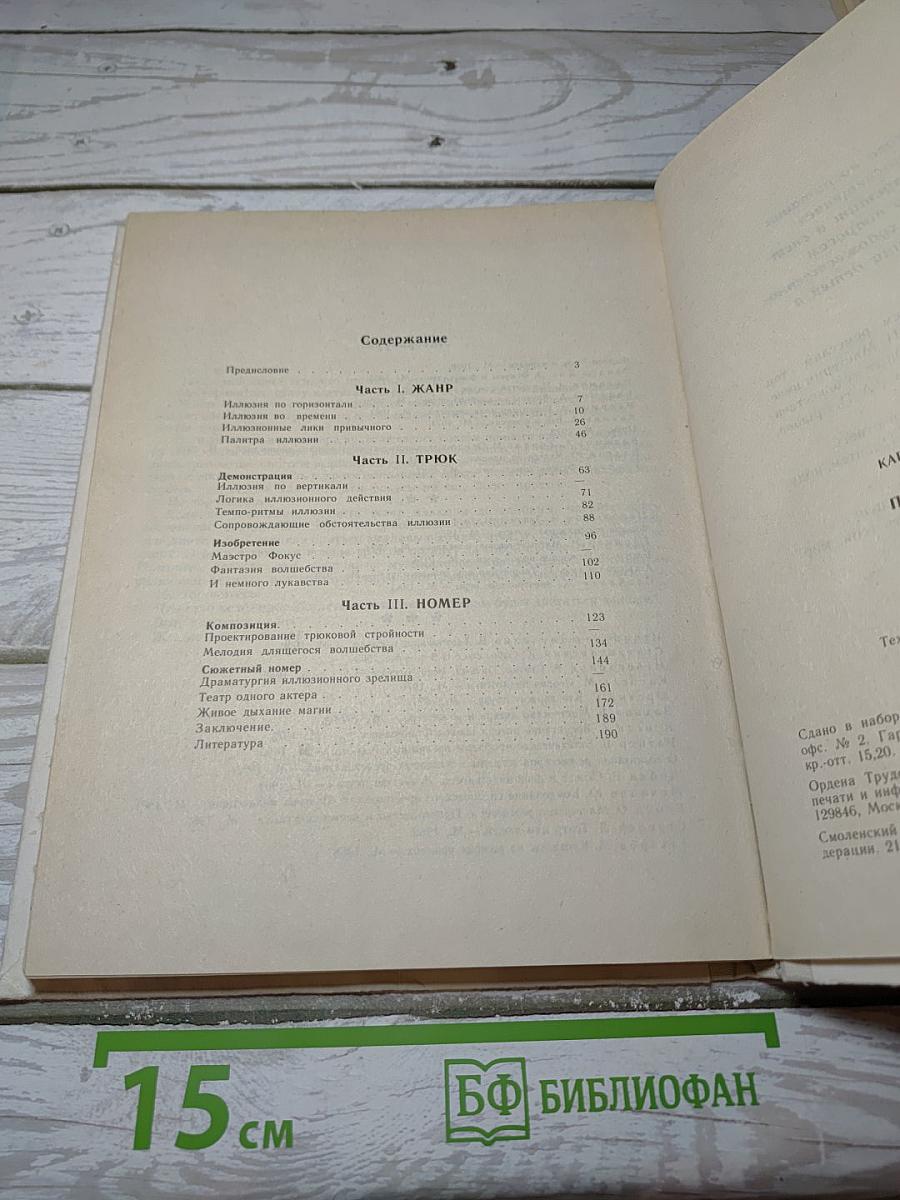 Содержание
Предисловие . . . . . . . . . . . . . . . . 3
Часть I. ЖАНР
Иллюзия по горизонтали . . . . . . . . . . . . 7
Иллюзия во времени . . . . . . . . . . . . . 10
Иллюзионные лики привычного . . . . . . . . . . 26
Палитра иллюзии . . . . . . . . . . . . . . 46
Часть II. ТРЮК
Демонстрация . . . . . . . . . . . . . . . 63
Иллюзия по вертикали . . . . . . . . . . . . —
Логика иллюзионного действия . . . . . . . . . . 71
Темпо-ритмы иллюзии . . . . . . . . . . . . . 82
Сопровождающие обстоятельства иллюзии . . . . . . . 88
Изобретение . . . . . . . . . . . . . . . 96
Маэстро Фокус . . . . . . . . . . . . . . —
Фантазия волшебства . . . . . . . . . . . . 102
И немного лукавства . . . . . . . . . . . . 110
Часть III. НОМЕР
Композиция. . . . . . . . . . . . . . . . 123
Проектирование трюковой стройности . . . . . . . . —
Мелодия длящегося волшебства . . . . . . . . . . 134
Сюжетный номер . . . . . . . . . . . . . . 144
Драматургия иллюзионного зрелища . . . . . . . . . —
Театр одного актера . . . . . . . . . . . . . 161
Живое дыхание магии . . . . . . . . . . . . . 172
Заключение. . . . . . . . . . . . . . . . 189
Литература . . . . . . . . . . . . . . . .190
Сдано в набор
офс. № 2. Гар
кр.-отт. 15,20.
Ордена Труд
печати и инф
129846, Мос
Смоленский
дерации. 21
15 см
БФ БИБЛИОФАН